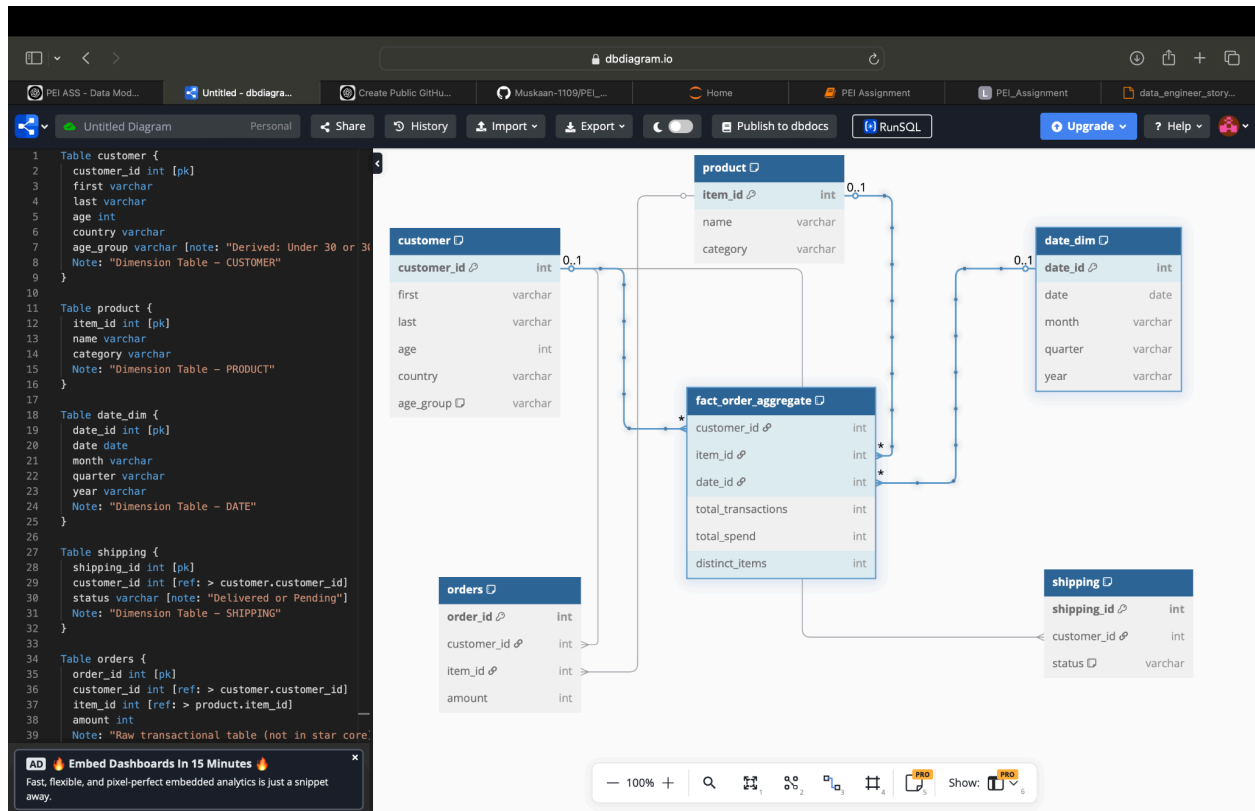 dbdiagram.io
PEI ASS - Data Mod...
Untitled - dbdiagra...
Create Public GitHu...
Muskaan-1109/PEI_...
Home
PEI Assignment
L PEI_Assignment
data_engineer_story...
Untitled Diagram Personal
Share
History
Import
Export
Publish to dbdocs
RunSQL
Upgrade
? Help
1 Table customer {
2 customer_id int [pk]
3 first varchar
4 last varchar
5 age int
6 country varchar
7 age_group varchar [note: "Derived: Under 30 or 30
8 Note: "Dimension Table – CUSTOMER"
9 }
10
11 Table product {
12 item_id int [pk]
13 name varchar
14 category varchar
15 Note: "Dimension Table – PRODUCT"
16 }
17
18 Table date_dim {
19 date_id int [pk]
20 date date
21 month varchar
22 quarter varchar
23 year varchar
24 Note: "Dimension Table – DATE"
25 }
26
27 Table shipping {
28 shipping_id int [pk]
29 customer_id int [ref: > customer.customer_id]
30 status varchar [note: "Delivered or Pending"]
31 Note: "Dimension Table – SHIPPING"
32 }
33
34 Table orders {
35 order_id int [pk]
36 customer_id int [ref: > customer.customer_id]
37 item_id int [ref: > product.item_id]
38 amount int
39 Note: "Raw transactional table (not in star core)
AD 🔥 Embed Dashboards In 15 Minutes 🔥
x
Fast, flexible, and pixel-perfect embedded analytics is just a snippet
away.
product
item_id int
0..1
name varchar
category varchar
customer
customer_id int
0..1
first varchar
last varchar
age int
country varchar
age_group varchar
date_dim
0..1
date_id int
date date
month varchar
quarter varchar
year varchar
fact_order_aggregate
*
customer_id int
item_id int
*
date_id int
*
total_transactions int
total_spend int
distinct_items int
orders
order_id int
customer_id int
item_id int
amount int
shipping
shipping_id int
customer_id int
status varchar
— 100% +
1
2
3
4
PRO
5
Show:
PRO
6